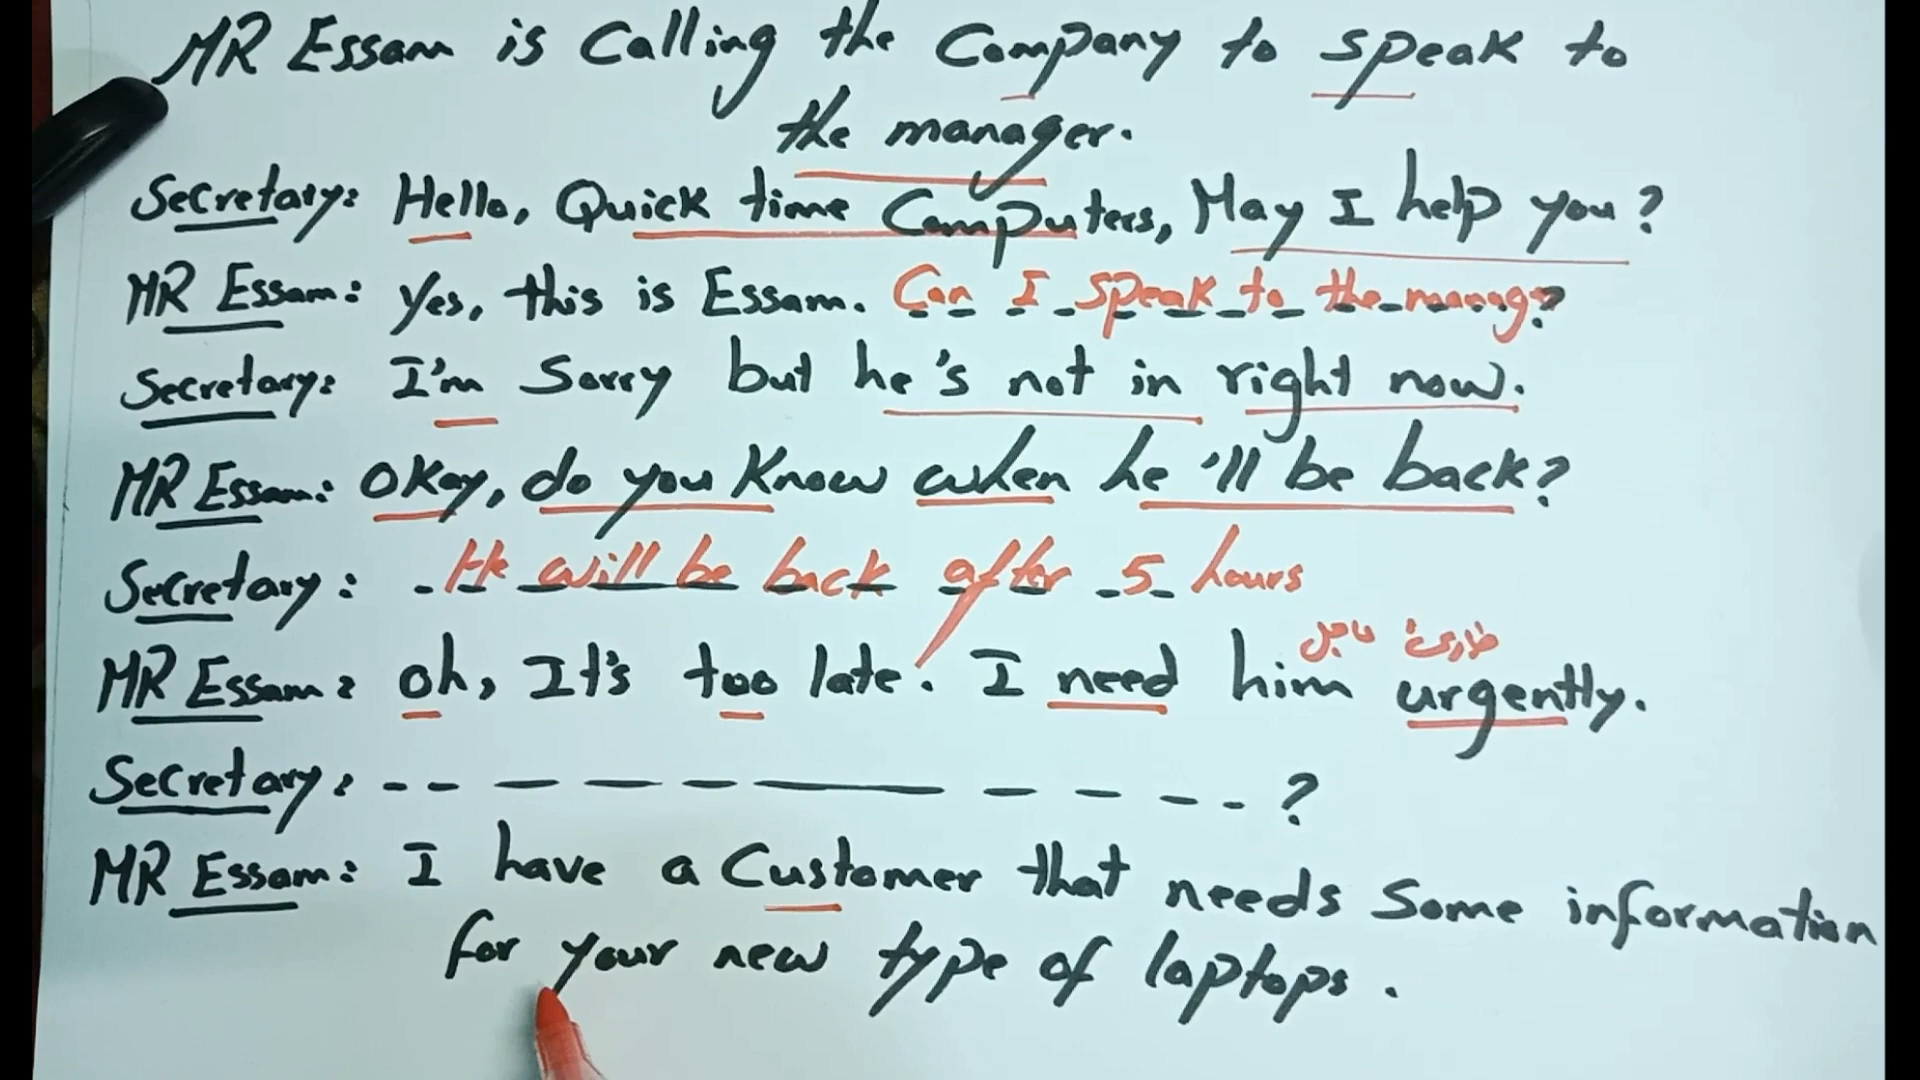 MR Essam is Calling the Company to speak to
the manager.
Secretary: Hello, Quick time Computers, May I help you?
MR Essam: Yes, this is Essam. Can I speak to the manag?
Secretary: I'm Sorry but he's not in right now.
MR Essam: Okay, do you Know when he'll be back?
Secretary: He will be back after 5 hours
عاجل طارئ
MR Essam: oh, It's too late. I need him urgently.
Secretary: -- — — — — — - - - - ?
MR Essam: I have a Customer that needs Some information
for your new type of laptops.